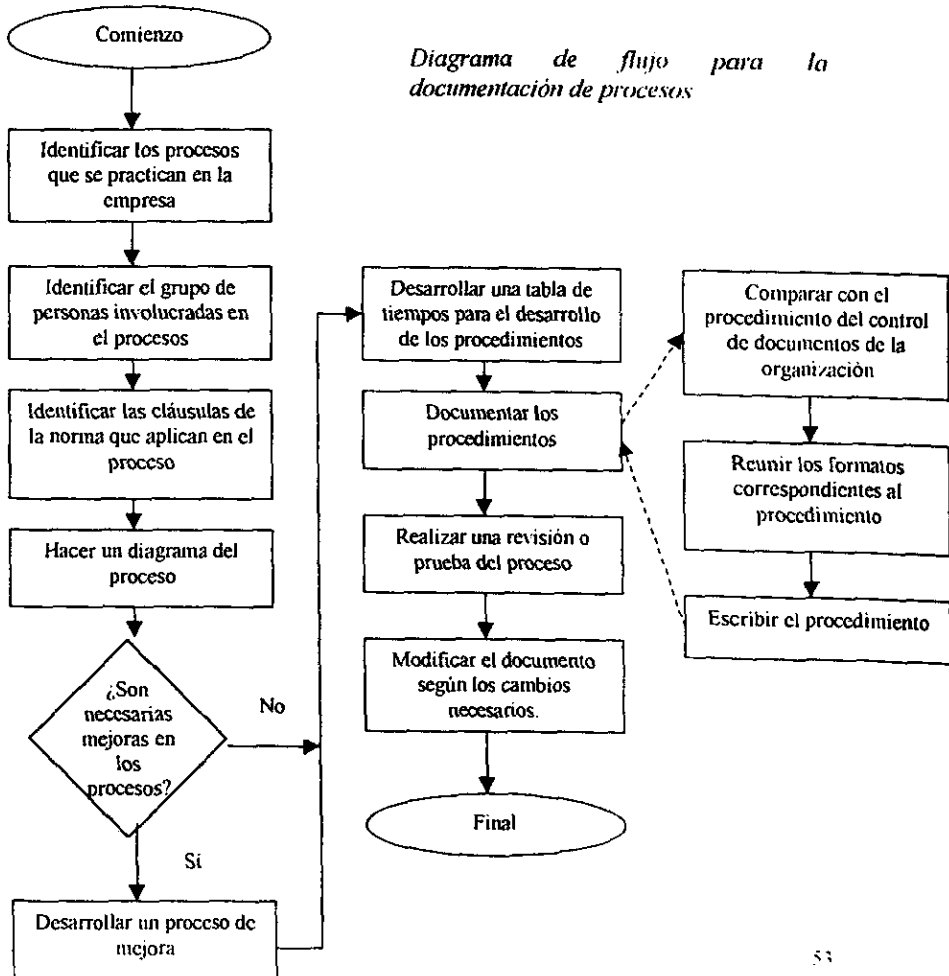 Comienzo
Diagrama de flujo para la
documentación de procesos
Identificar los procesos
que se practican en la
empresa
Identificar el grupo de
personas involucradas en
el procesos
Identificar las cláusulas de
la norma que aplican en el
proceso
Hacer un diagrama del
proceso
¿Son
necesarias
mejoras en
los
procesos?
No
Si
Desarrollar un proceso de
mejora
Desarrollar una tabla de
tiempos para el desarrollo
de los procedimientos
Documentar los
procedimientos
Realizar una revisión o
prueba del proceso
Modificar el documento
según los cambios
necesarios.
Final
Comparar con el
procedimiento del control
de documentos de la
organización
Reunir los formatos
correspondientes al
procedimiento
Escribir el procedimiento
53